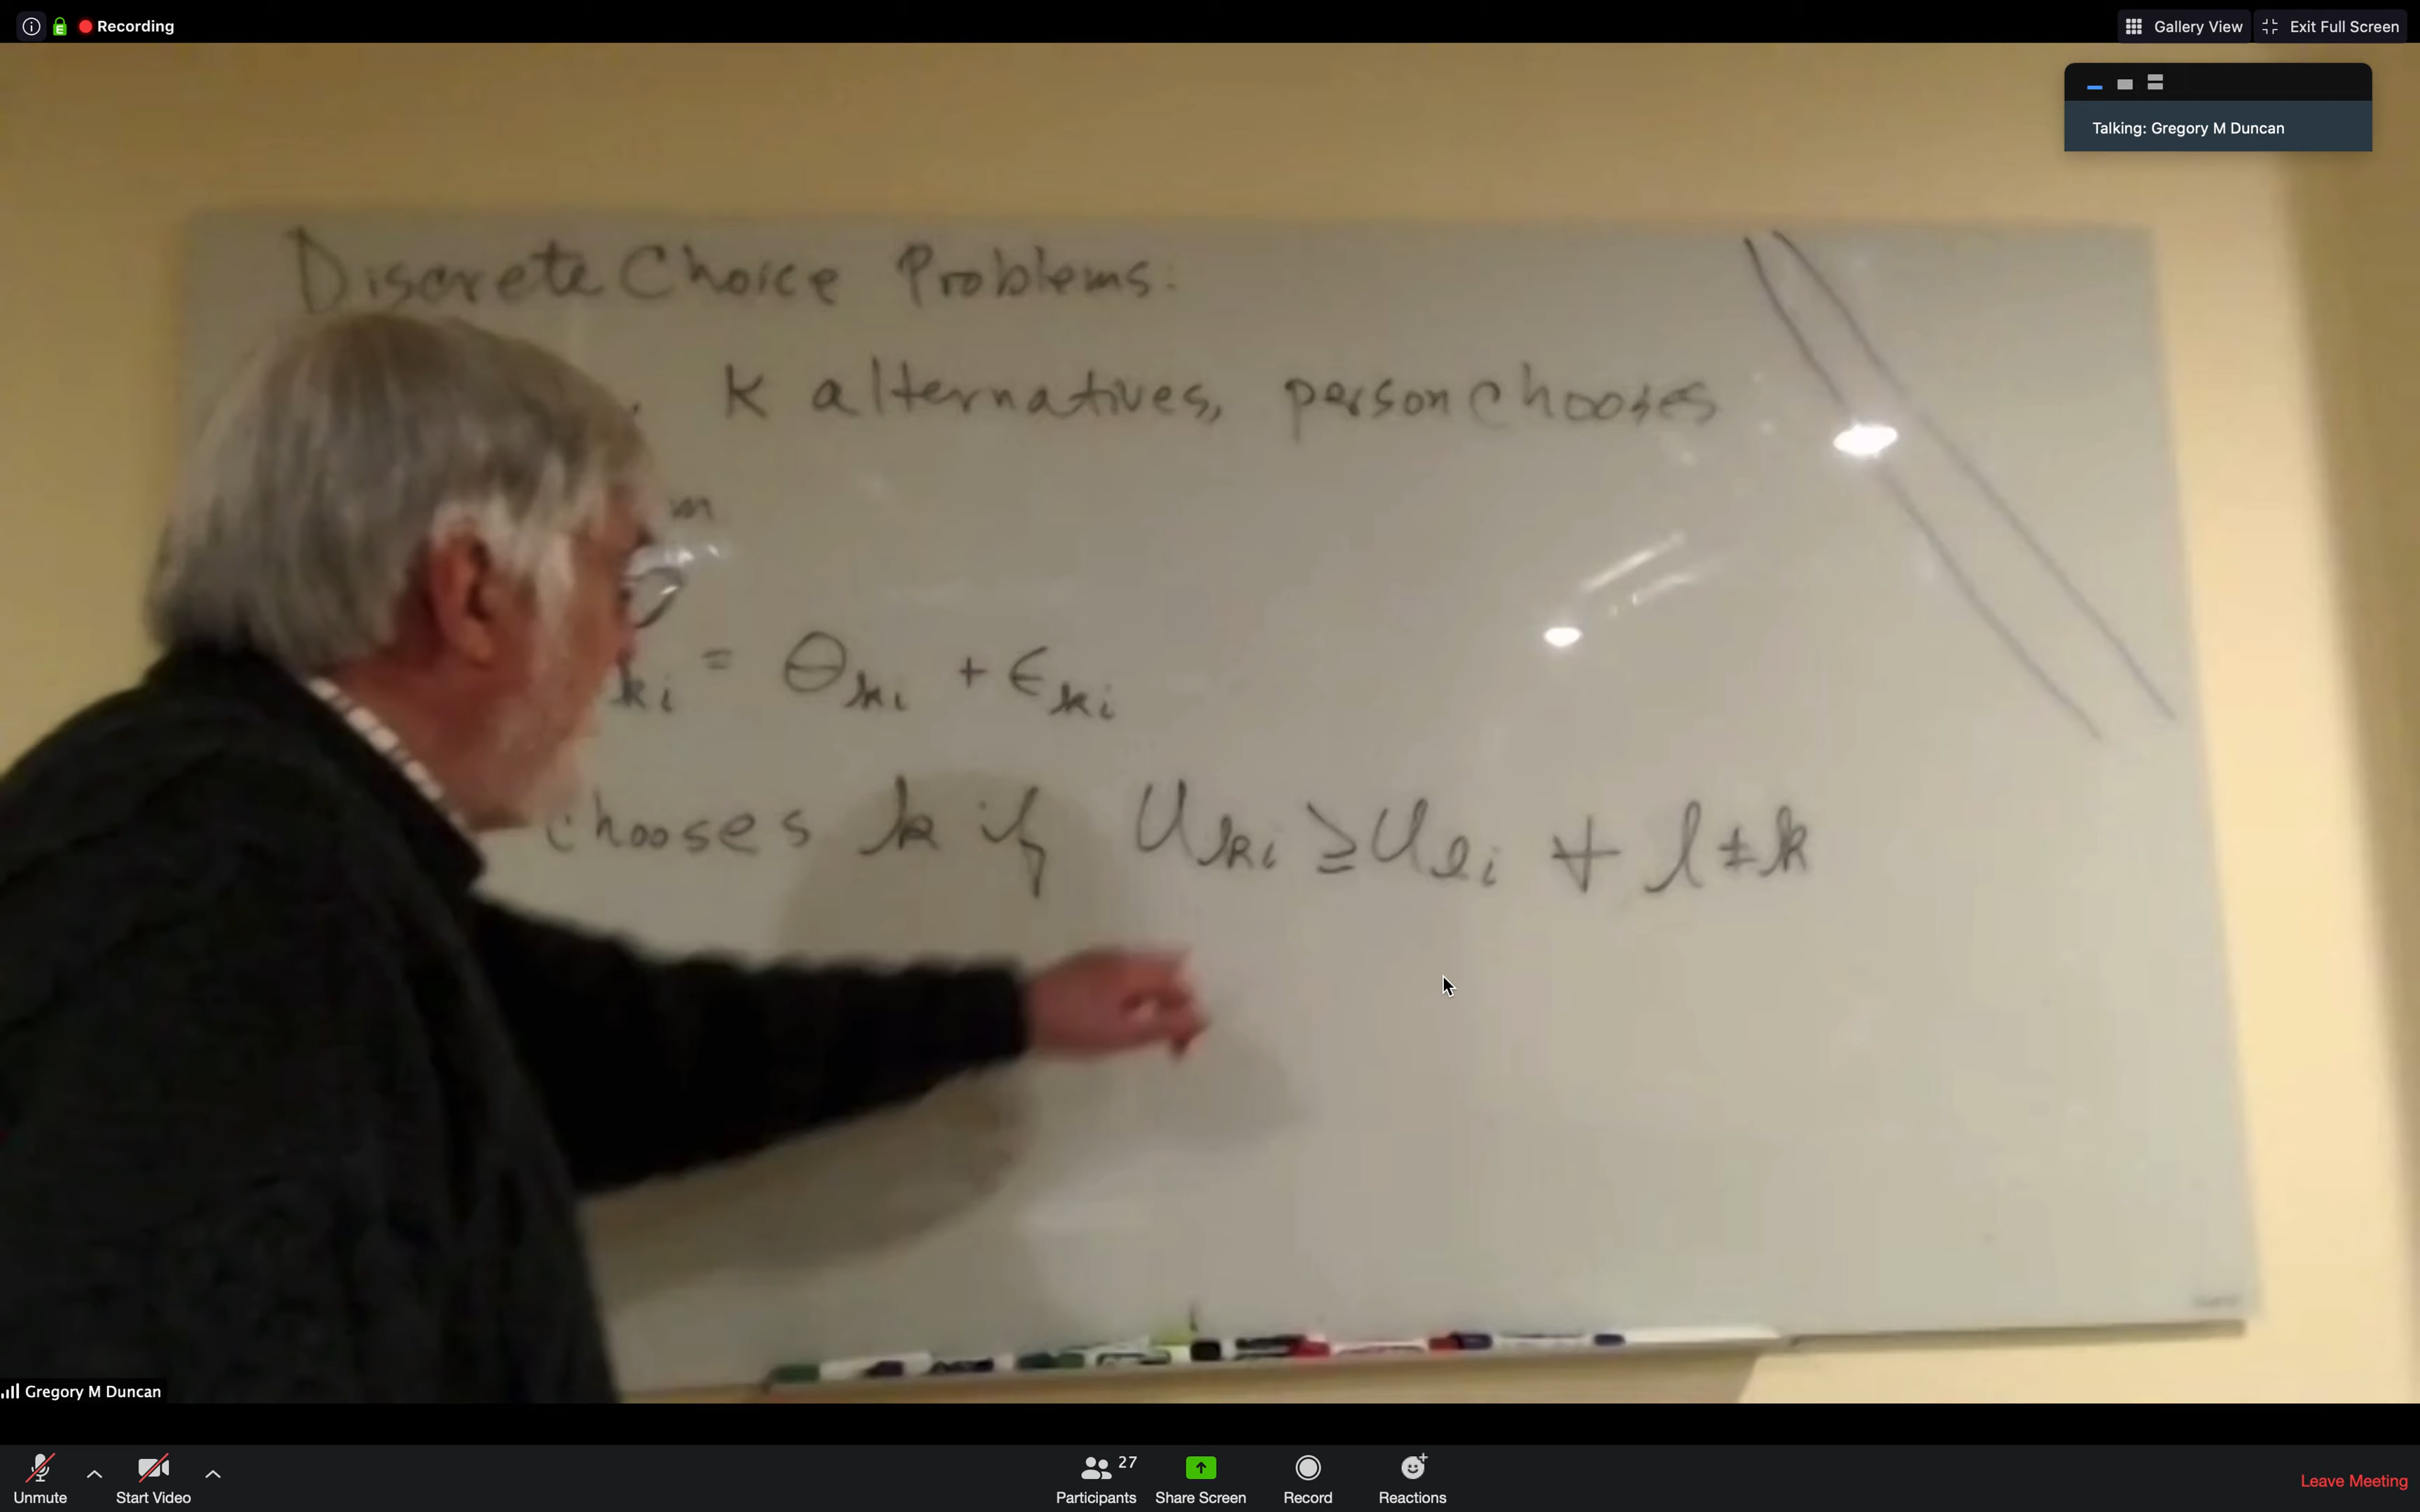 Recording
Gallery View
Exit Full Screen
Talking: Gregory M Duncan
Discrete Choice Problems:
K alternatives, person chooses
m
ki = θki + ϵki
chooses k if Uki ≥ Uli ∀ l ≠ k
Gregory M Duncan
Unmute
Start Video
27
Participants
Share Screen
Record
Reactions
Leave Meeting